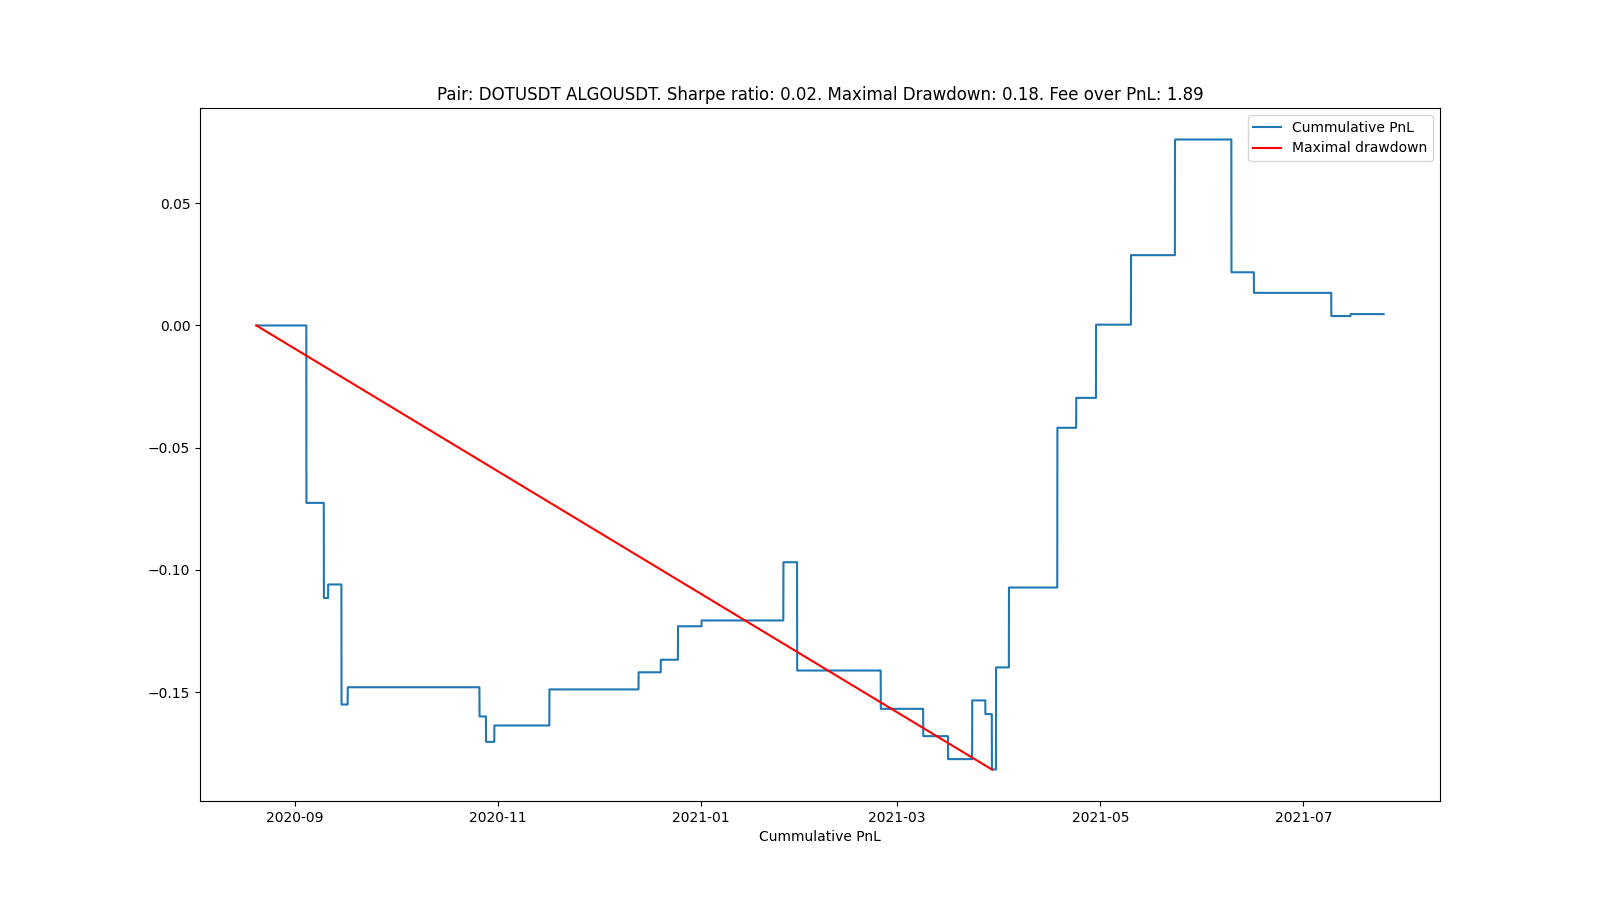 Pair: DOTUSDT ALGOUSDT. Sharpe ratio: 0.02. Maximal Drawdown: 0.18. Fee over PnL: 1.89
Cummulative PnL
Maximal drawdown
0.05
0.00
−0.05
−0.10
−0.15
2020-09
2020-11
2021-01
2021-03
2021-05
2021-07
Cummulative PnL